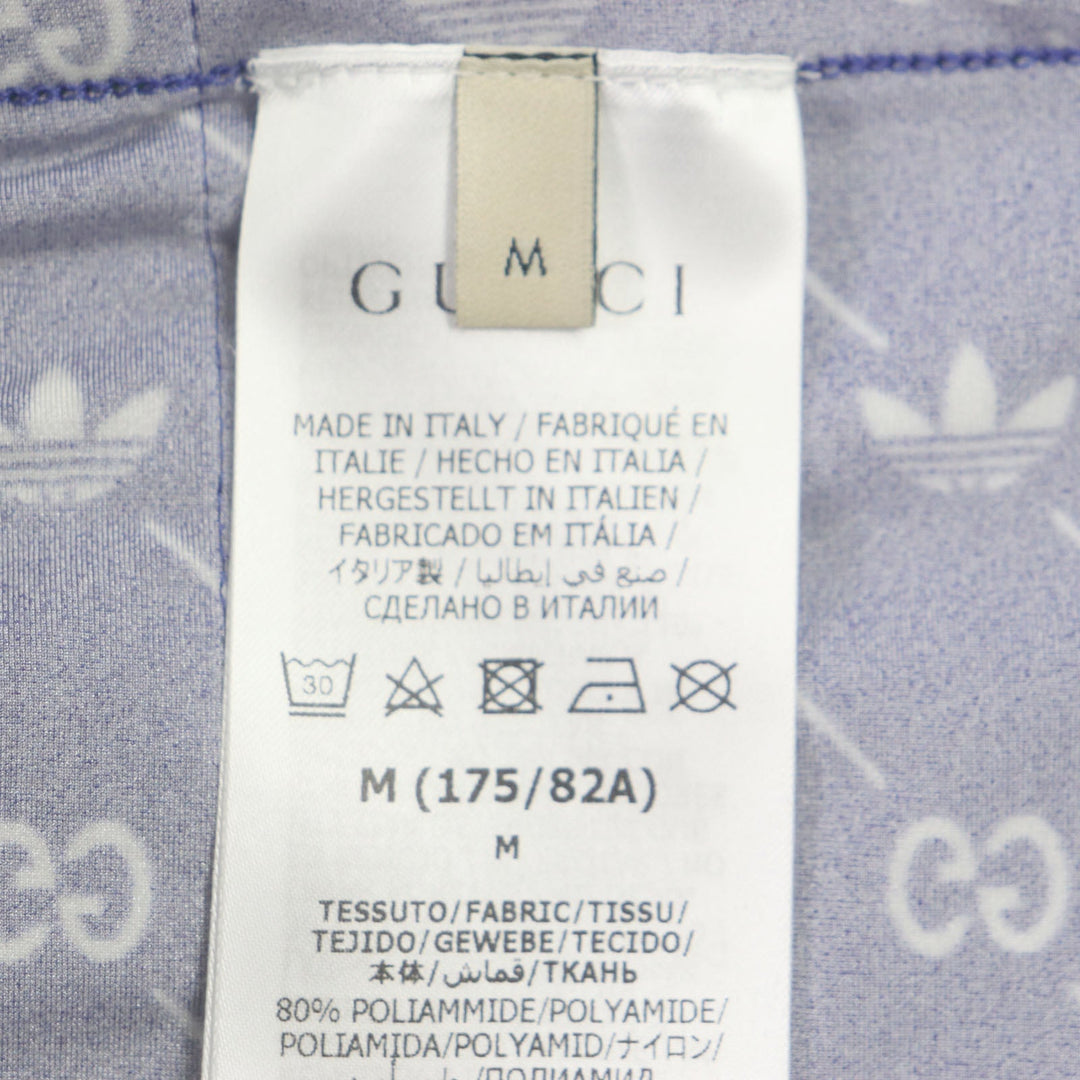 M
GUCCI
MADE IN ITALY / FABRIQUÉ EN
ITALIE / HECHO EN ITALIA /
HERGESTELLT IN ITALIEN /
FABRICADO EM ITÁLIA /
イタリア製 / صنع في إيطاليا /
СДЕЛАНО В ИТАЛИИ
30
M (175/82A)
M
TESSUTO/FABRIC/TISSU/
TEJIDO/GEWEBE/TECIDO/
本体/قماش/ТКАНЬ
80% POLIAMMIDE/POLYAMIDE/
POLIAMIDA/POLYAMID/ナイロン/
/ПОЛИАМИД